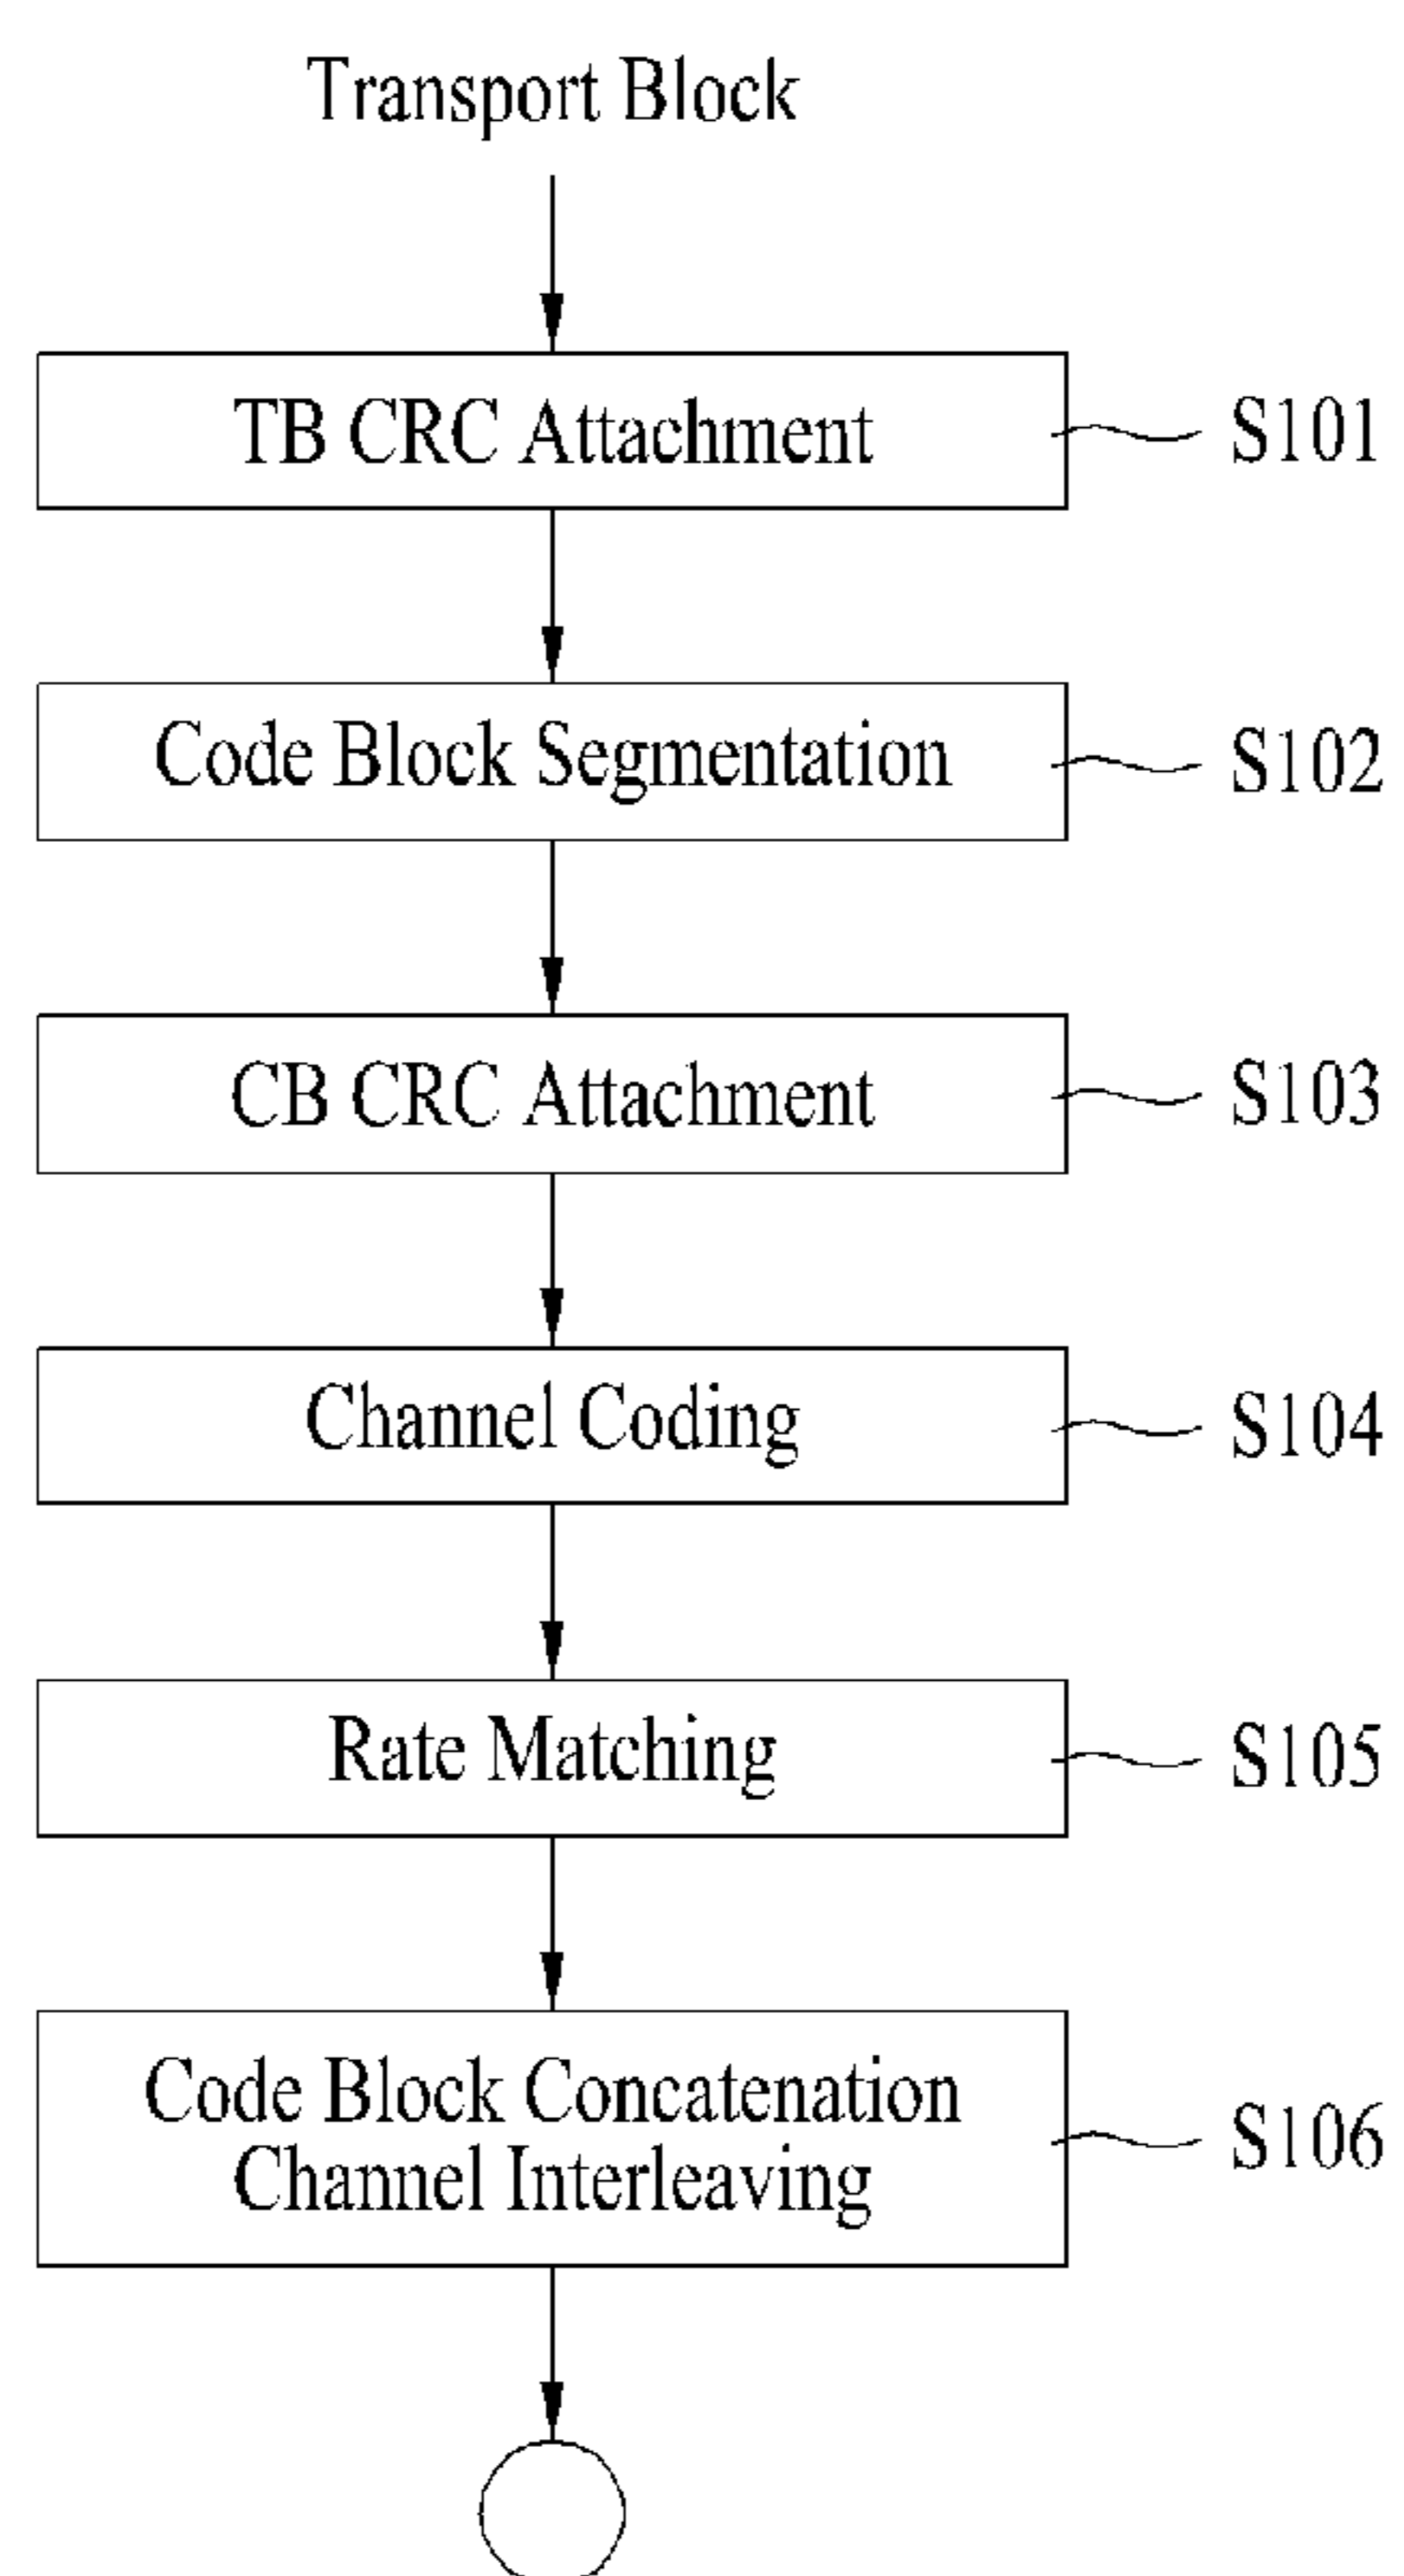 Transport Block
TB CRC Attachment
S101
Code Block Segmentation
S102
CB CRC Attachment
S103
Channel Coding
S104
Rate Matching
S105
Code Block Concatenation
Channel Interleaving
S106